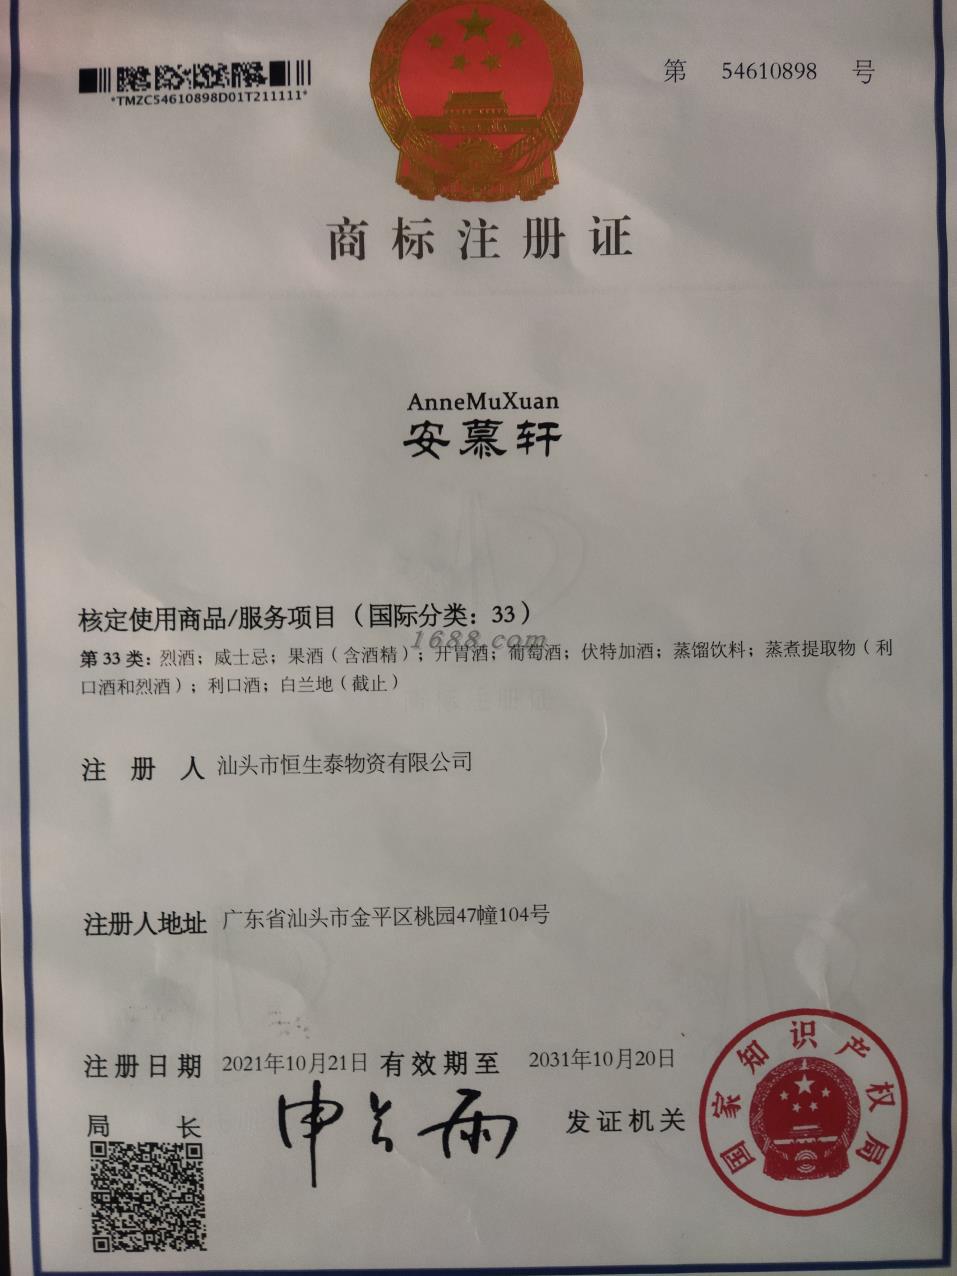 第 54610898 号
*TMZC54610898D01T211111*
商标注册证
AnneMuXuan
安慕轩
核定使用商品/服务项目（国际分类：33）
1688.com
第 33 类：烈酒；威士忌；果酒（含酒精）；开胃酒；葡萄酒；伏特加酒；蒸馏饮料；蒸煮提取物（利
口酒和烈酒）；利口酒；白兰地（截止）
商标注册证
注册人 汕头市恒生泰物资有限公司
注册人地址 广东省汕头市金平区桃园47幢104号
注册日期 2021年10月21日 有效期至 2031年10月20日
局长 申长雨 发证机关
国家知识产权局